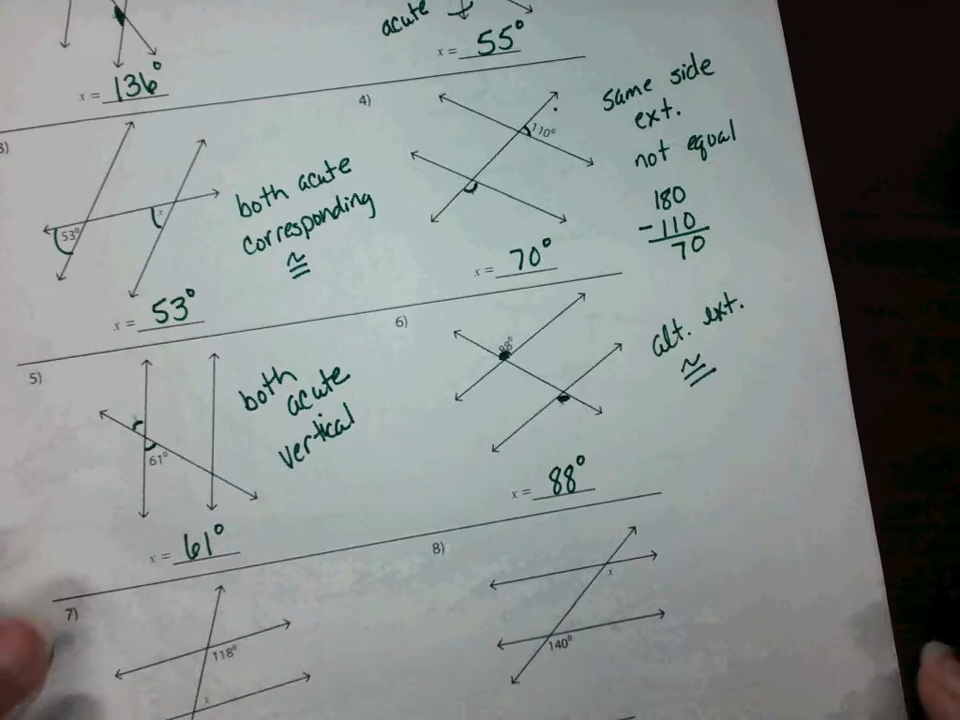 acute
x = 136°
x = 55°
3)
53°
x
both acute
corresponding
≅
x = 53°
4)
110°
same side
ext.
not equal
180
-110
70
x = 70°
5)
61°
both
acute
vertical
x = 61°
6)
88°
alt. ext.
≅
x = 88°
7)
118°
x
8)
x
140°